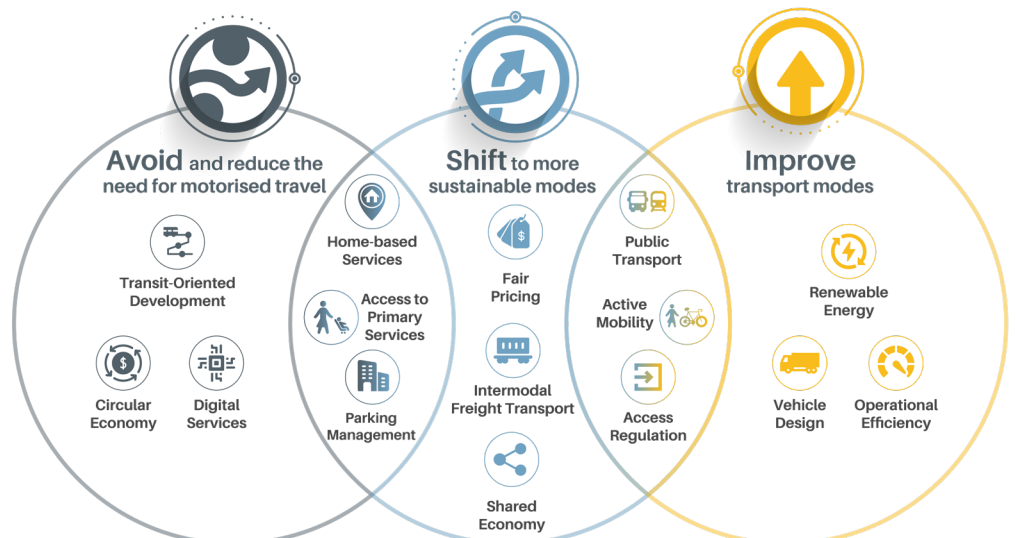 Avoid and reduce the
need for motorised travel
Shift to more
sustainable modes
Improve
transport modes
Transit-Oriented
Development
Circular
Economy
Digital
Services
Home-based
Services
Access to
Primary
Services
Parking
Management
$
Fair
Pricing
Intermodal
Freight Transport
Shared
Economy
Public
Transport
Active
Mobility
Access
Regulation
Renewable
Energy
Vehicle
Design
Operational
Efficiency
$